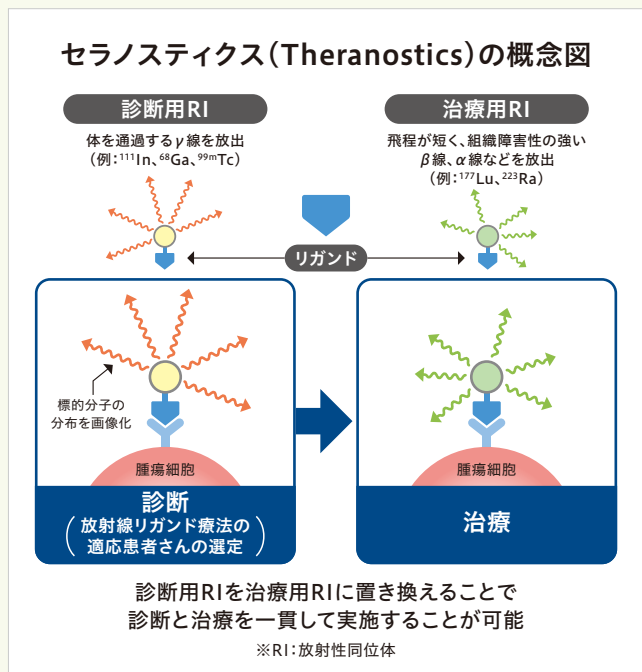 セラノスティクス（Theranostics）の概念図
診断用RI
体を通過するγ線を放出
（例：¹¹¹In、⁶⁸Ga、⁹⁹ᵐTc）
治療用RI
飛程が短く、組織障害性の強い
β線、α線などを放出
（例：¹⁷⁷Lu、²²³Ra）
リガンド
標的分子の
分布を画像化
腫瘍細胞
診断
（放射線リガンド療法の
適応患者さんの選定）
腫瘍細胞
治療
診断用RIを治療用RIに置き換えることで
診断と治療を一貫して実施することが可能
※RI：放射性同位体